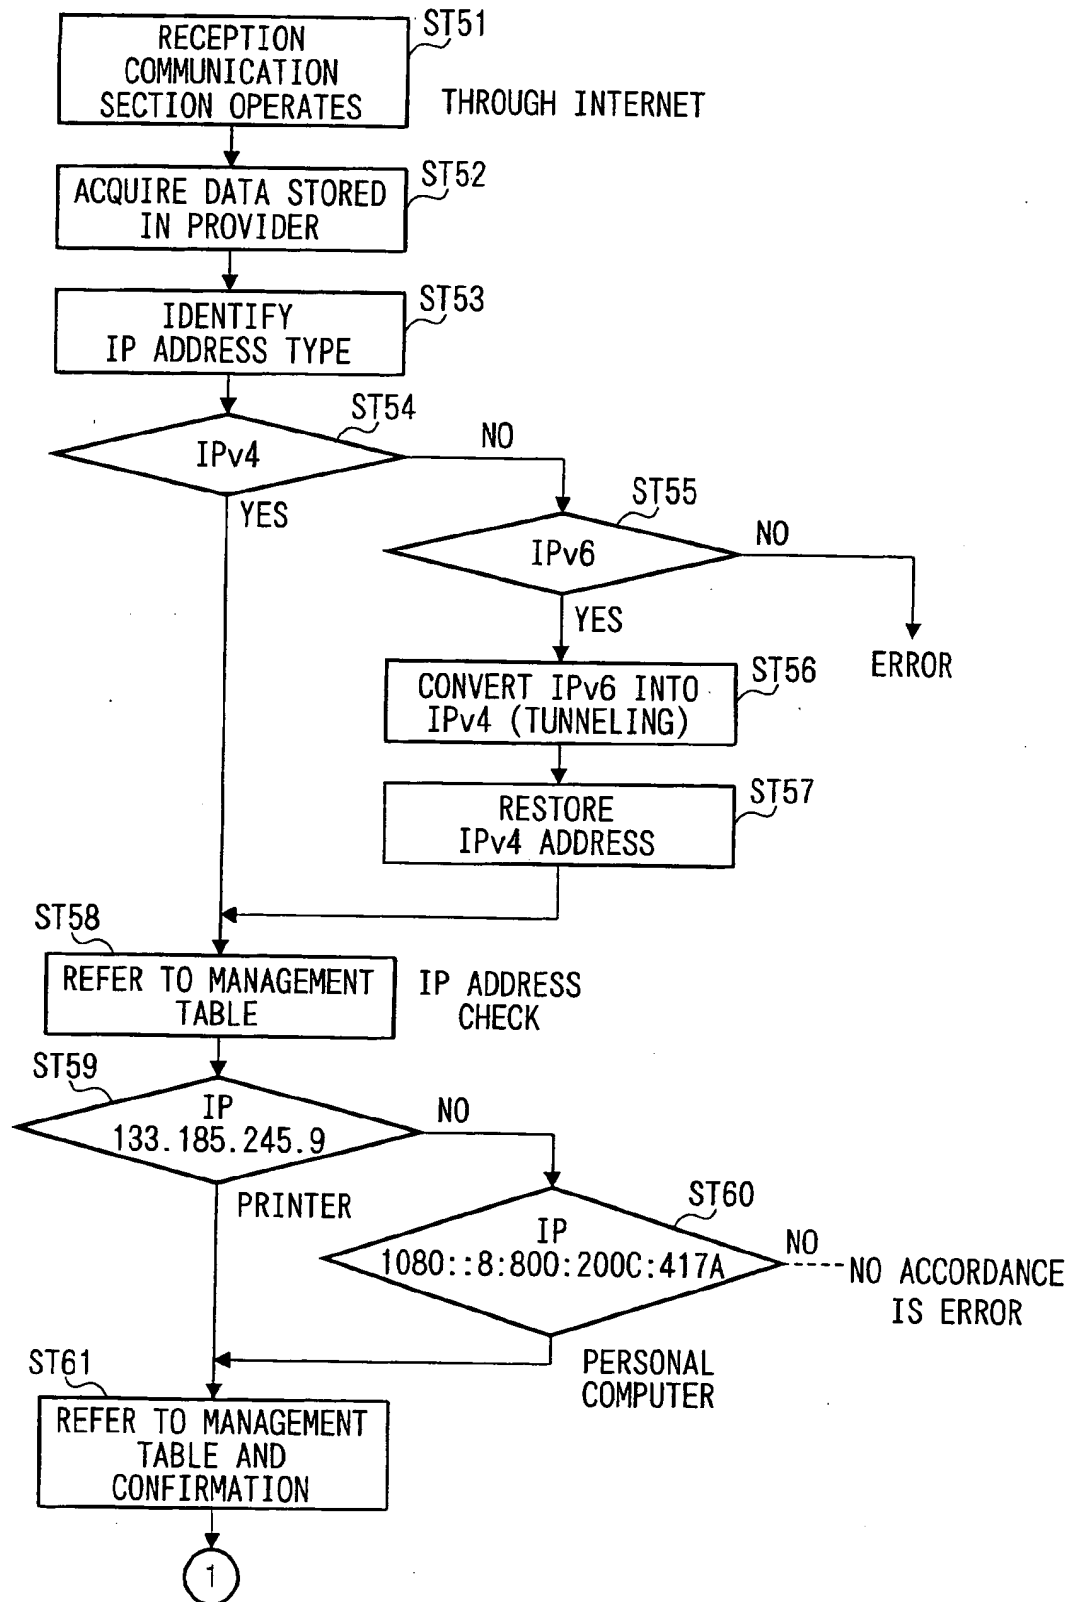 RECEPTION
COMMUNICATION
SECTION OPERATES
ST51
THROUGH INTERNET
ACQUIRE DATA STORED
IN PROVIDER
ST52
IDENTIFY
IP ADDRESS TYPE
ST53
IPv4
ST54
NO
YES
IPv6
ST55
NO
YES
ERROR
CONVERT IPv6 INTO
IPv4 (TUNNELING)
ST56
RESTORE
IPv4 ADDRESS
ST57
ST58
REFER TO MANAGEMENT
TABLE
IP ADDRESS
CHECK
ST59
IP
133.185.245.9
NO
PRINTER
ST60
IP
1080::8:800:200C:417A
NO
NO ACCORDANCE
IS ERROR
PERSONAL
COMPUTER
ST61
REFER TO MANAGEMENT
TABLE AND
CONFIRMATION
1